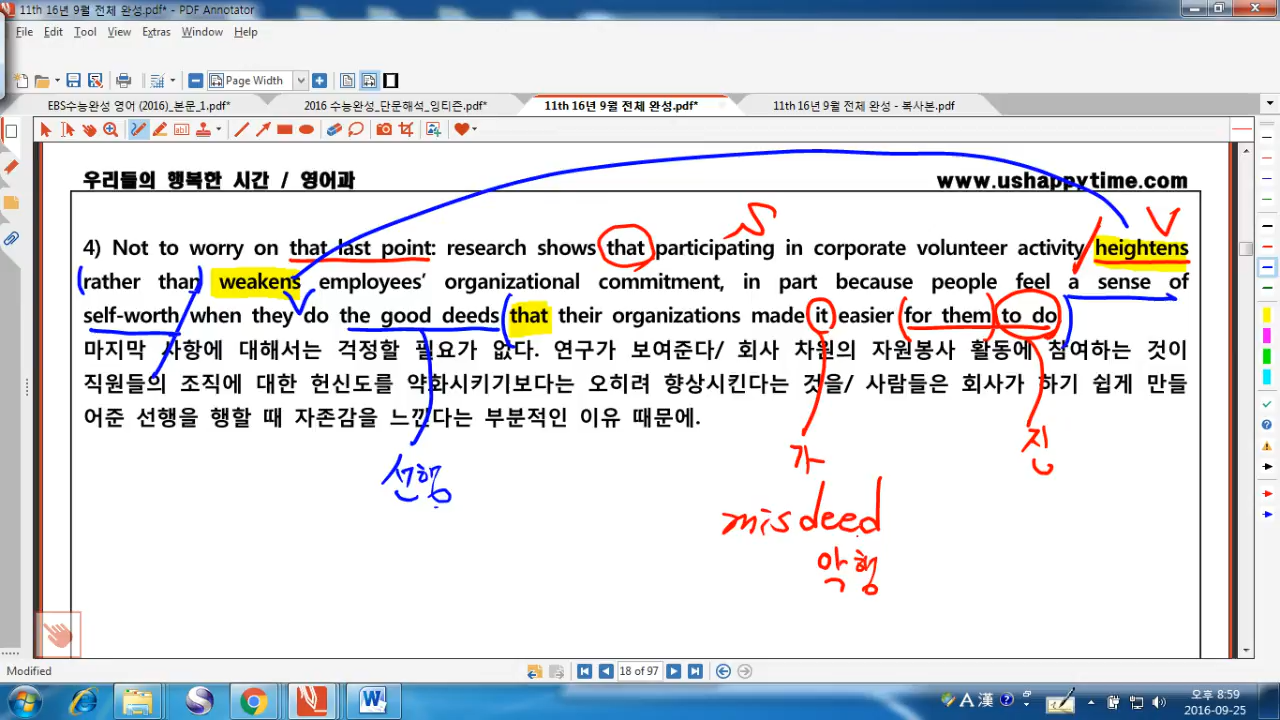 11th 16년 9월 전체 완성.pdf* - PDF Annotator
File Edit Tool View Extras Window Help
Page Width
EBS수능완성 영어 (2016)_본문_1.pdf* 2016 수능완성_단문해석_잉티즌.pdf* 11th 16년 9월 전체 완성.pdf* 11th 16년 9월 전체 완성 - 복사본.pdf
우리들의 행복한 시간 / 영어과 www.ushappytime.com
S V
4) Not to worry on that last point: research shows that participating in corporate volunteer activity heightens
rather than weakens employees' organizational commitment, in part because people feel a sense of
self-worth when they do the good deeds that their organizations made it easier for them to do
마지막 사항에 대해서는 걱정할 필요가 없다. 연구가 보여준다/ 회사 차원의 자원봉사 활동에 참여하는 것이
직원들의 조직에 대한 헌신도를 약화시키기보다는 오히려 향상시킨다는 것을/ 사람들은 회사가 하기 쉽게 만들
어준 선행을 행할 때 자존감을 느낀다는 부분적인 이유 때문에.
선행 가 진
misdeed
악행
Modified 18 of 97
A 漢 오후 8:59
2016-09-25